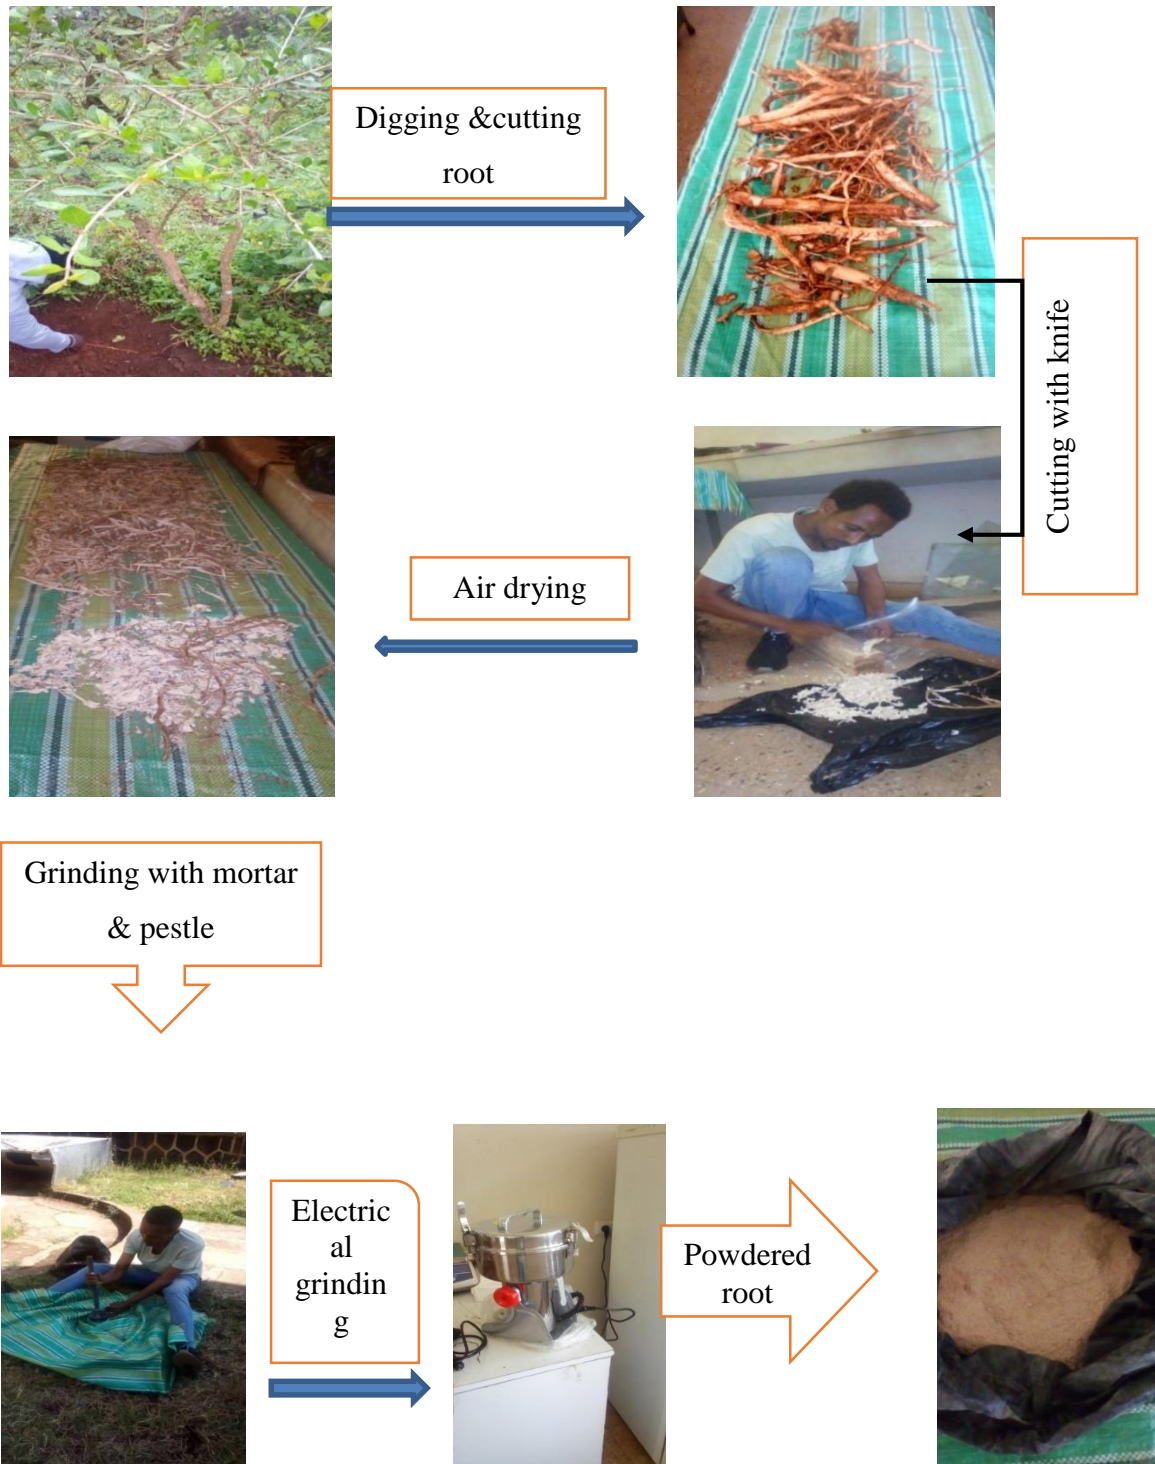 Digging &cutting
root
Cutting with knife
Air drying
Grinding with mortar
& pestle
Electric
al
grindin
g
Powdered
root